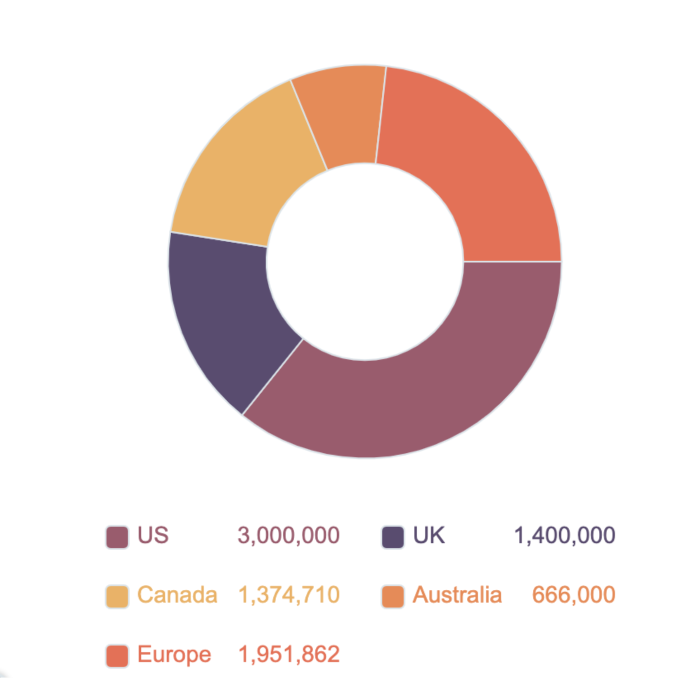 US 3,000,000 UK 1,400,000
Canada 1,374,710 Australia 666,000
Europe 1,951,862